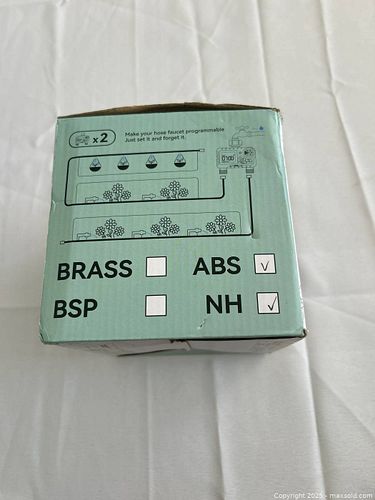 x2
Make your hose faucet programmable
Just set it and forget it.
BRASS
ABS
BSP
NH
Copyright © 2025 - maxsold.com